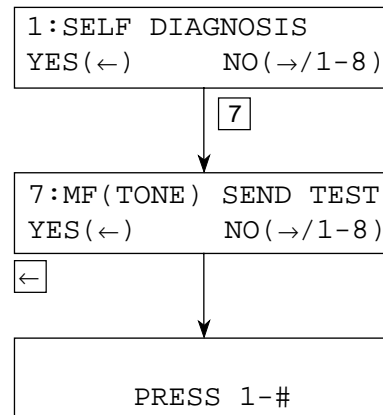 1:SELF DIAGNOSIS
YES(←) NO(→/1-8)
7
7:MF(TONE) SEND TEST
YES(←) NO(→/1-8)
←
PRESS 1-#